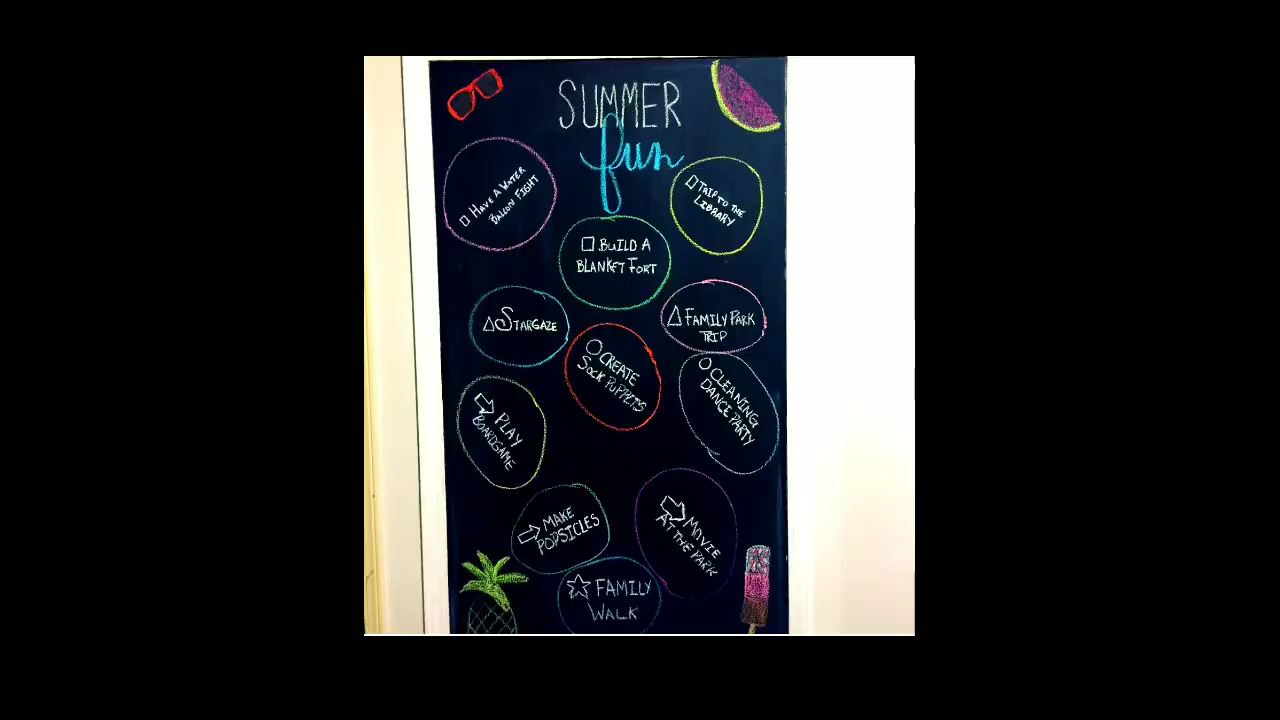 SUMMER
fun
HAVE A WATER
BALLON FIGHT
TRIP TO THE
LIBRARY
BUILD A
BLANKET FORT
STARGAZE
FAMILY PARK
TRIP
CREATE
SOCK PUPPETS
CLEANING
DANCE PARTY
PLAY
BOARDGAME
MAKE
POPSICLES
MOVIE
AT THE PARK
FAMILY
WALK